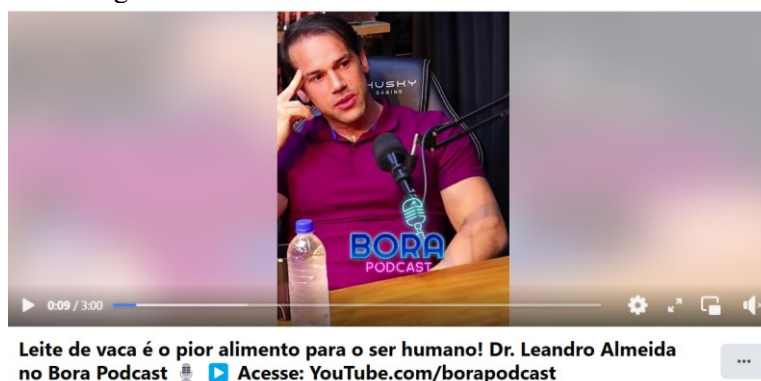 HUSKY
GAMING
BORA
PODCAST
0:09 / 3:00
Leite de vaca é o pior alimento para o ser humano! Dr. Leandro Almeida
no Bora Podcast 🎙️ ▶️ Acesse: YouTube.com/borapodcast